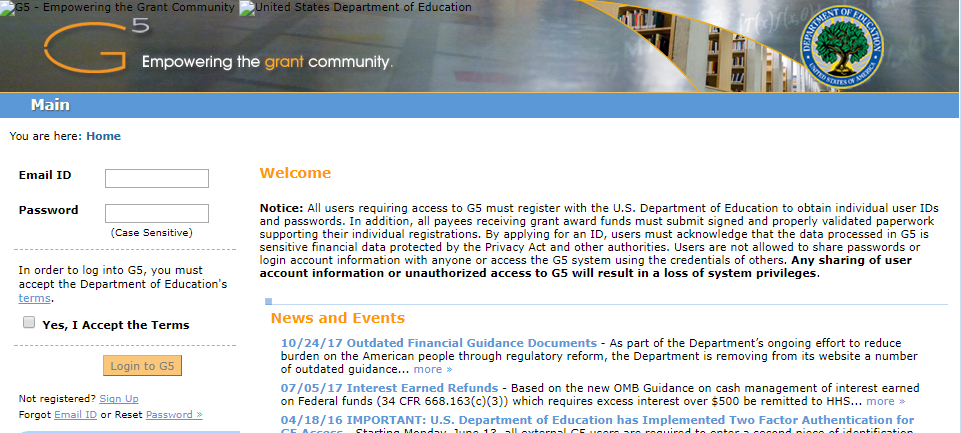 G5 - Empowering the Grant Community United States Department of Education
G5
Empowering the grant community.
DEPARTMENT OF EDUCATION
UNITED STATES OF AMERICA
Main
You are here: Home
Email ID
Password
(Case Sensitive)
In order to log into G5, you must
accept the Department of Education's
terms.
Yes, I Accept the Terms
Login to G5
Not registered? Sign Up
Forgot Email ID or Reset Password »
Welcome
Notice: All users requiring access to G5 must register with the U.S. Department of Education to obtain individual user IDs
and passwords. In addition, all payees receiving grant award funds must submit signed and properly validated paperwork
supporting their individual registrations. By applying for an ID, users must acknowledge that the data processed in G5 is
sensitive financial data protected by the Privacy Act and other authorities. Users are not allowed to share passwords or
login account information with anyone or access the G5 system using the credentials of others. Any sharing of user
account information or unauthorized access to G5 will result in a loss of system privileges.
News and Events
10/24/17 Outdated Financial Guidance Documents - As part of the Department’s ongoing effort to reduce
burden on the American people through regulatory reform, the Department is removing from its website a number
of outdated guidance... more »
07/05/17 Interest Earned Refunds - Based on the new OMB Guidance on cash management of interest earned
on Federal funds (34 CFR 668.163(c)(3)) which requires excess interest over $500 be remitted to HHS... more »
04/18/16 IMPORTANT: U.S. Department of Education has Implemented Two Factor Authentication for
G5 Access - Starting Monday, June 13, all external G5 users are required to enter a second piece of identification